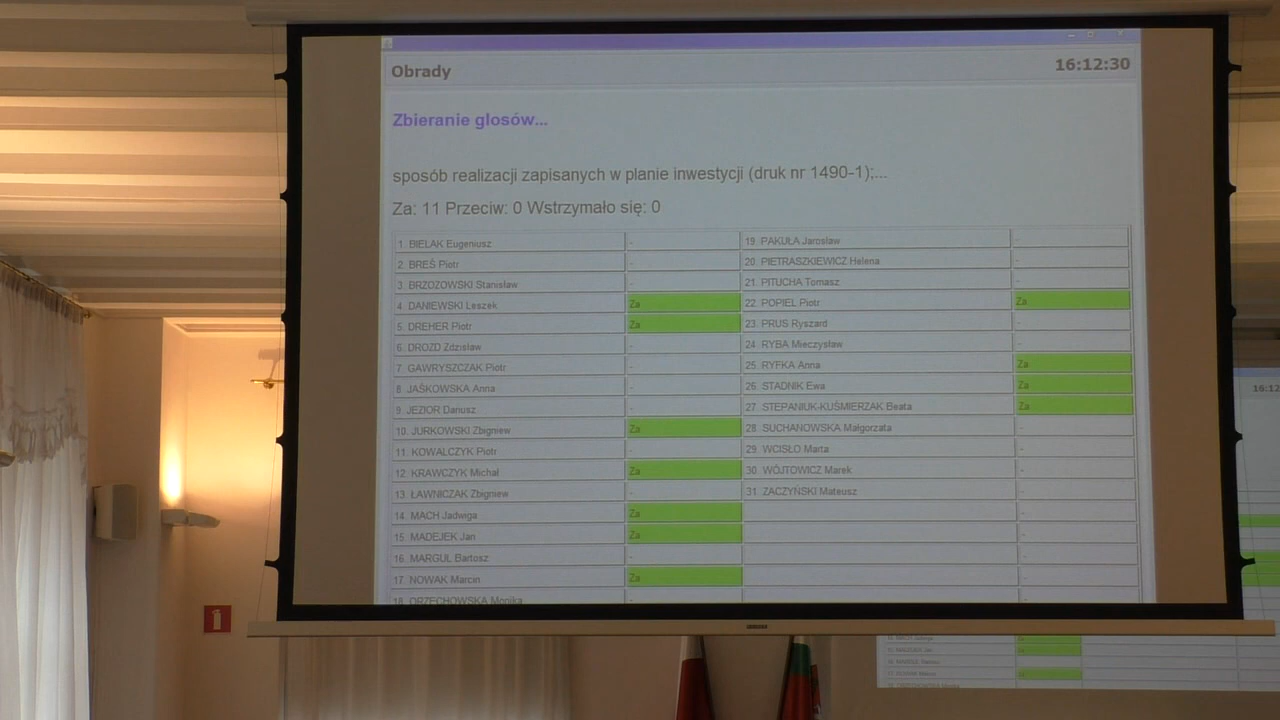 Obrady 16:12:30
Zbieranie głosów...
sposób realizacji zapisanych w planie inwestycji (druk nr 1490-1);...
Za: 11 Przeciw: 0 Wstrzymało się: 0
1. BIELAK Eugeniusz - 19. PAKUŁA Jarosław -
2. BREŚ Piotr - 20. PIETRASZKIEWICZ Helena -
3. BRZOZOWSKI Stanisław - 21. PITUCHA Tomasz -
4. DANIEWSKI Leszek Za 22. POPIEL Piotr Za
5. DREHER Piotr Za 23. PRUS Ryszard -
6. DROZD Zdzisław - 24. RYBA Mieczysław -
7. GAWRYSZCZAK Piotr - 25. RYFKA Anna Za
8. JAŚKOWSKA Anna - 26. STADNIK Ewa Za
9. JEZIOR Dariusz - 27. STEPANIUK-KUŚMIERZAK Beata Za
10. JURKOWSKI Zbigniew Za 28. SUCHANOWSKA Małgorzata -
11. KOWALCZYK Piotr - 29. WCISŁO Marta -
12. KRAWCZYK Michał Za 30. WÓJTOWICZ Marek -
13. ŁAWNICZAK Zbigniew - 31. ZACZYŃSKI Mateusz -
14. MACH Jadwiga Za -
15. MADEJEK Jan Za -
16. MARGUL Bartosz - -
17. NOWAK Marcin Za -
18. ORZECHOWSKA Monika -
16:12